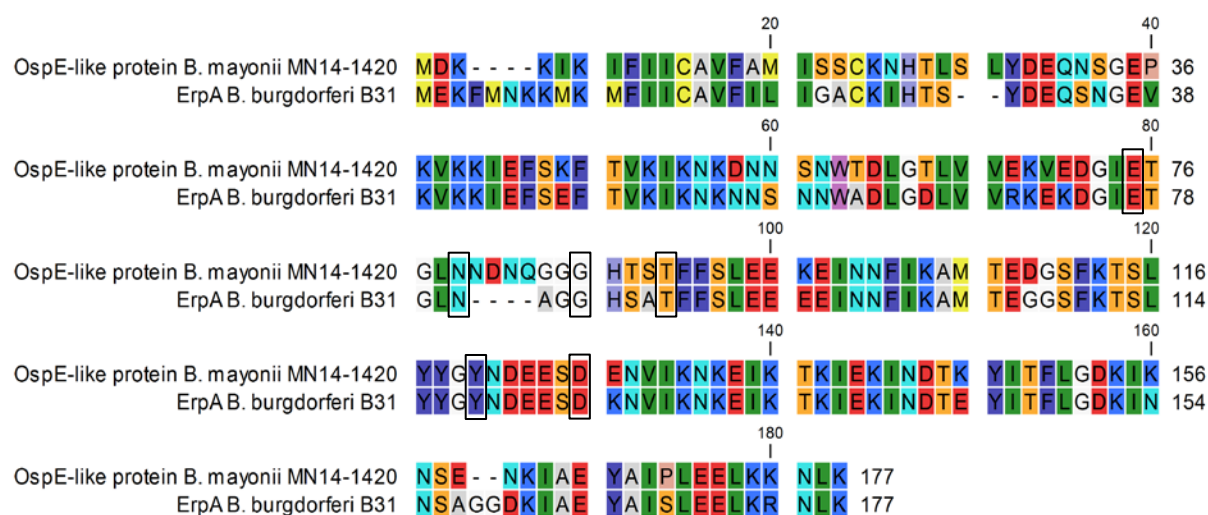 20 40
OspE-like protein B. mayonii MN14-1420 MDK----KIK IFIICAVFAM ISSCKNHTLS LYDEQNSGEP 36
ErpA B. burgdorferi B31 MEKFMNKKMK MFIICAVFIL IGACKIHTS- -YDEQSNGEV 38
60 80
OspE-like protein B. mayonii MN14-1420 KVKKIEFSKF TVKIKNKDNN SNWTDLGTLV VEKVEDGIET 76
ErpA B. burgdorferi B31 KVKKIEFSEF TVKIKNKNNS NNWADLGDLV VRKEKDGIET 78
100 120
OspE-like protein B. mayonii MN14-1420 GLNNDNQGGG HTSTFFSLEE KEINNFIKAM TEDGSFKTSL 116
ErpA B. burgdorferi B31 GLN----AGG HSATFFSLEE EEINNFIKAM TEGGSFKTSL 114
140 160
OspE-like protein B. mayonii MN14-1420 YYGYNDEESD ENVIKNKEIK TKIEKINDTK YITFLGDKIK 156
ErpA B. burgdorferi B31 YYGYNDEESD KNVIKNKEIK TKIEKINDTE YITFLGDKIN 154
180
OspE-like protein B. mayonii MN14-1420 NSE--NKIAE YAIPLEELKK NLK 177
ErpA B. burgdorferi B31 NSAGGDKIAE YAISLEELKR NLK 177